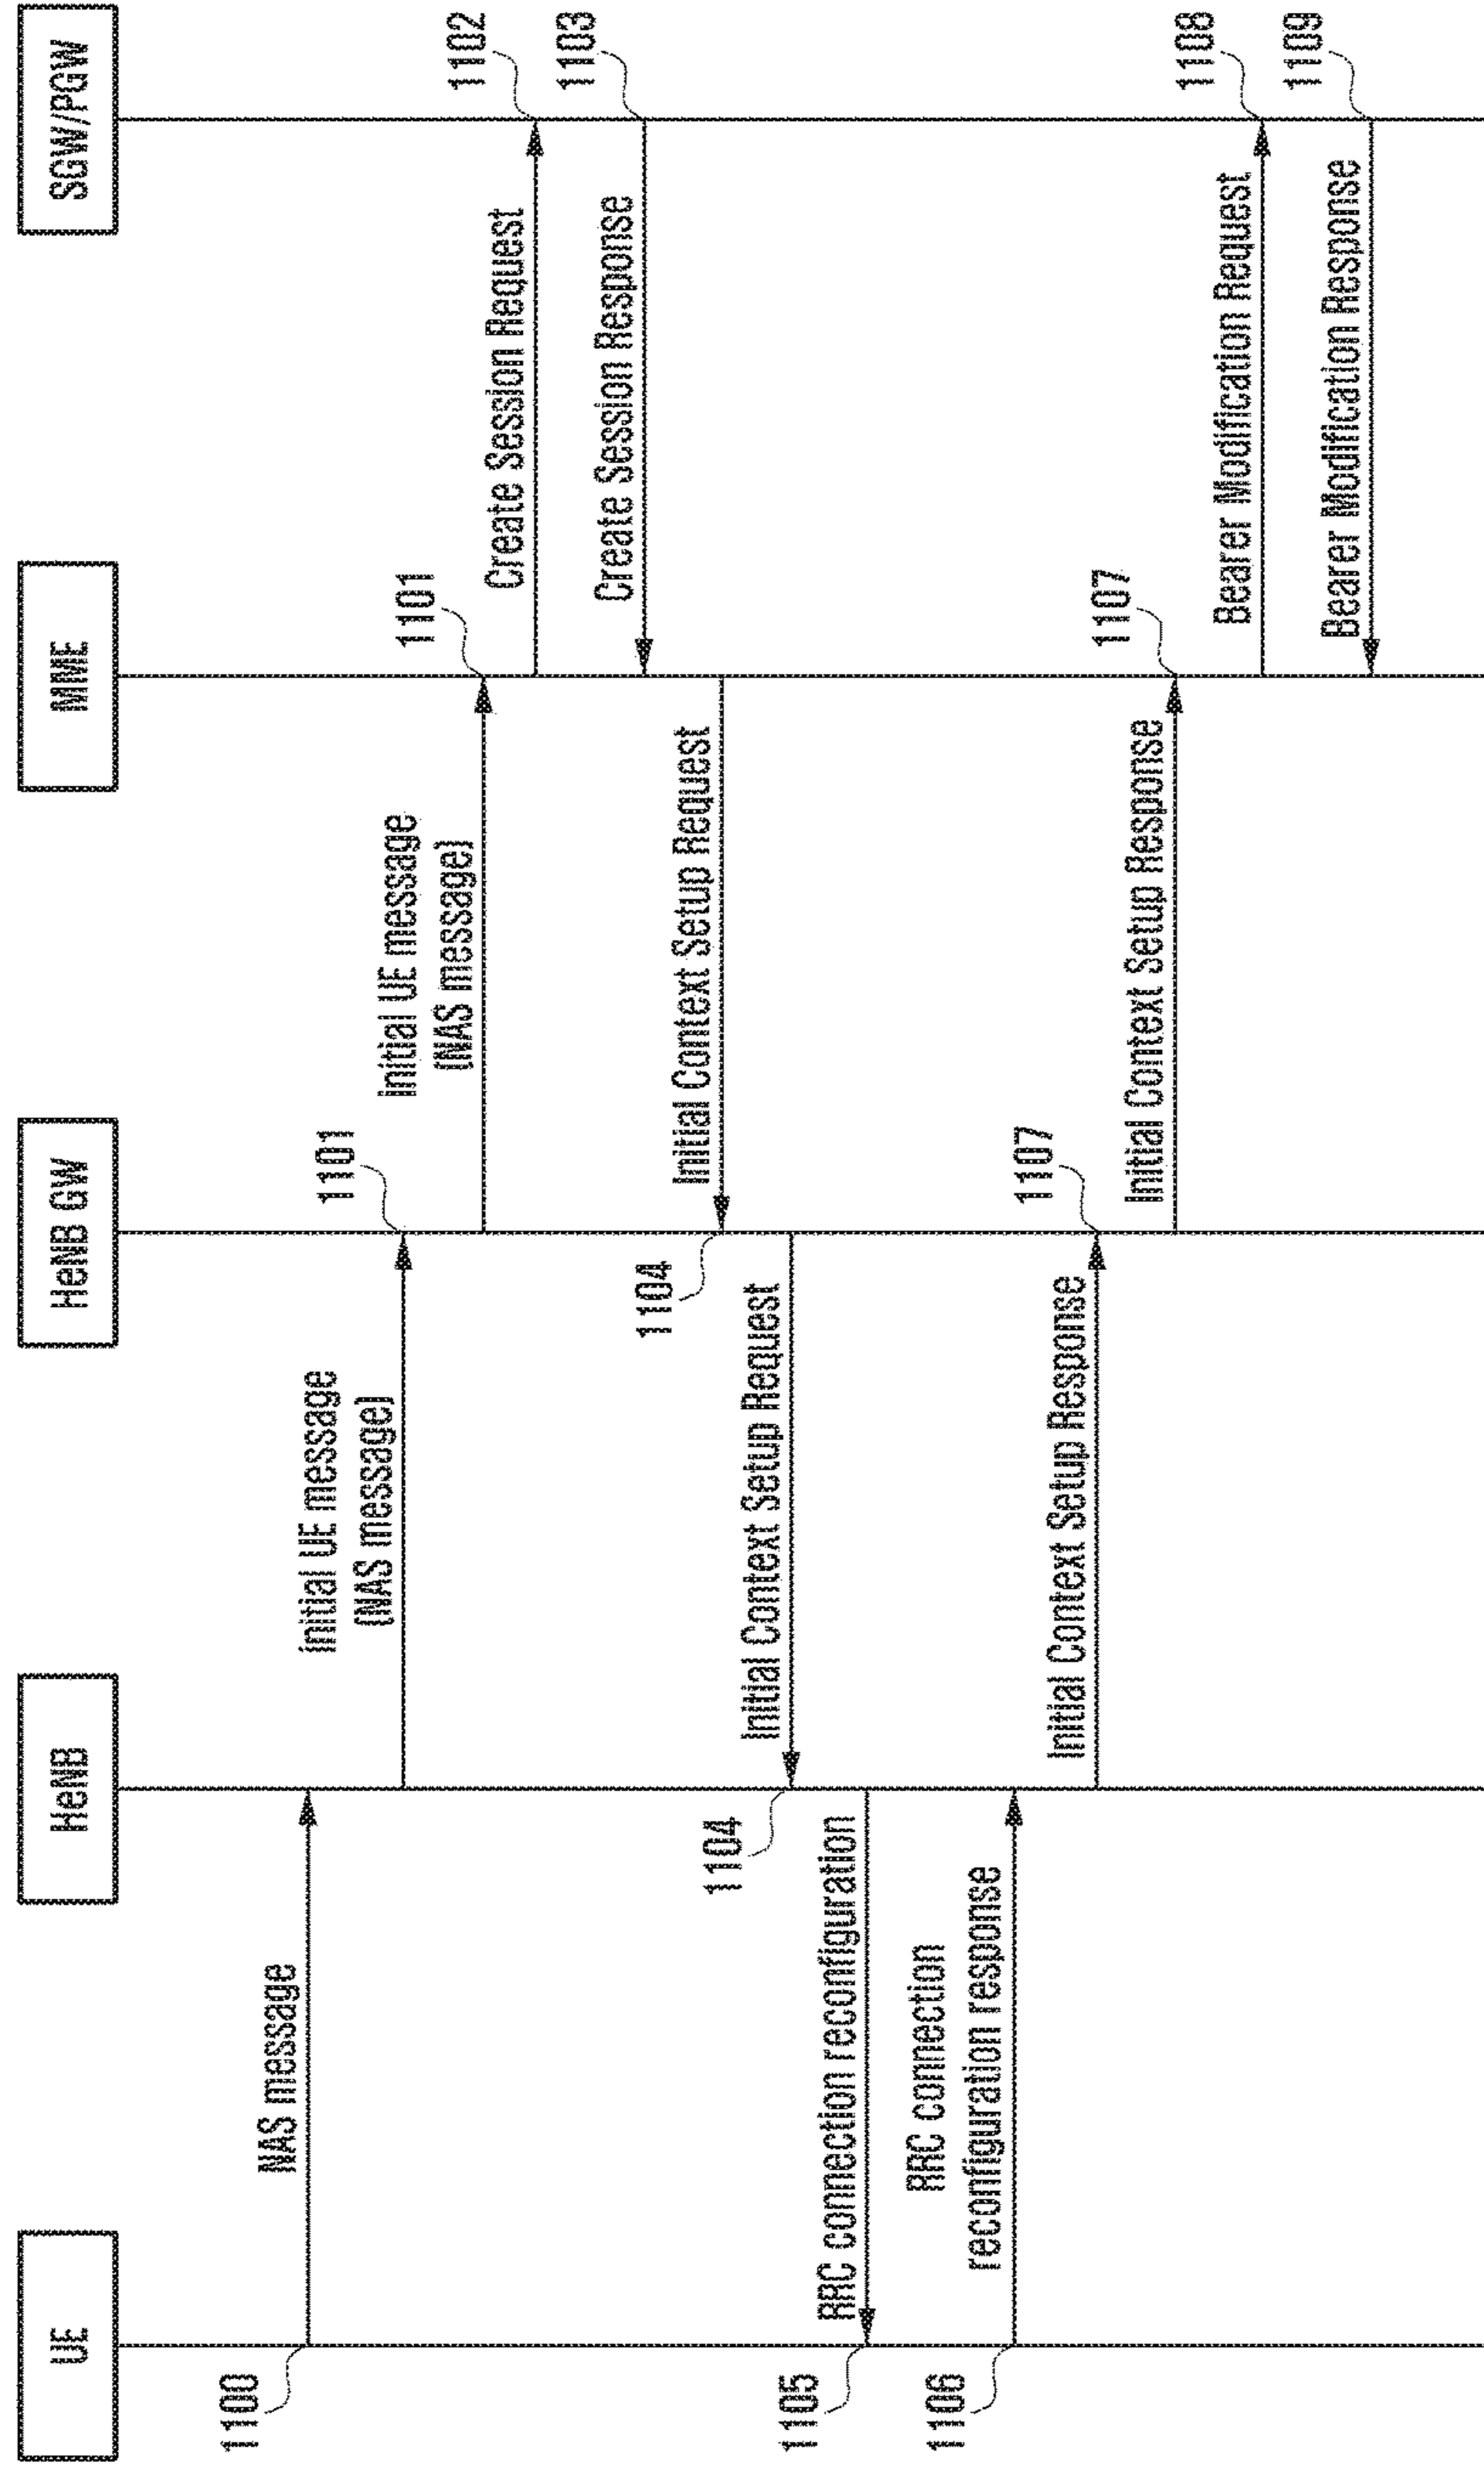 UE
HeNB
HeNB GW
MME
SGW/PGW
1100
NAS message
1101
Initial UE message
(NAS message)
1101
Initial UE message
(NAS message)
1102
Create Session Request
1103
Create Session Response
1104
Initial Context Setup Request
1104
Initial Context Setup Request
1105
RRC connection reconfiguration
1106
RRC connection
reconfiguration response
1107
Initial Context Setup Response
1107
Initial Context Setup Response
1108
Bearer Modification Request
1109
Bearer Modification Response